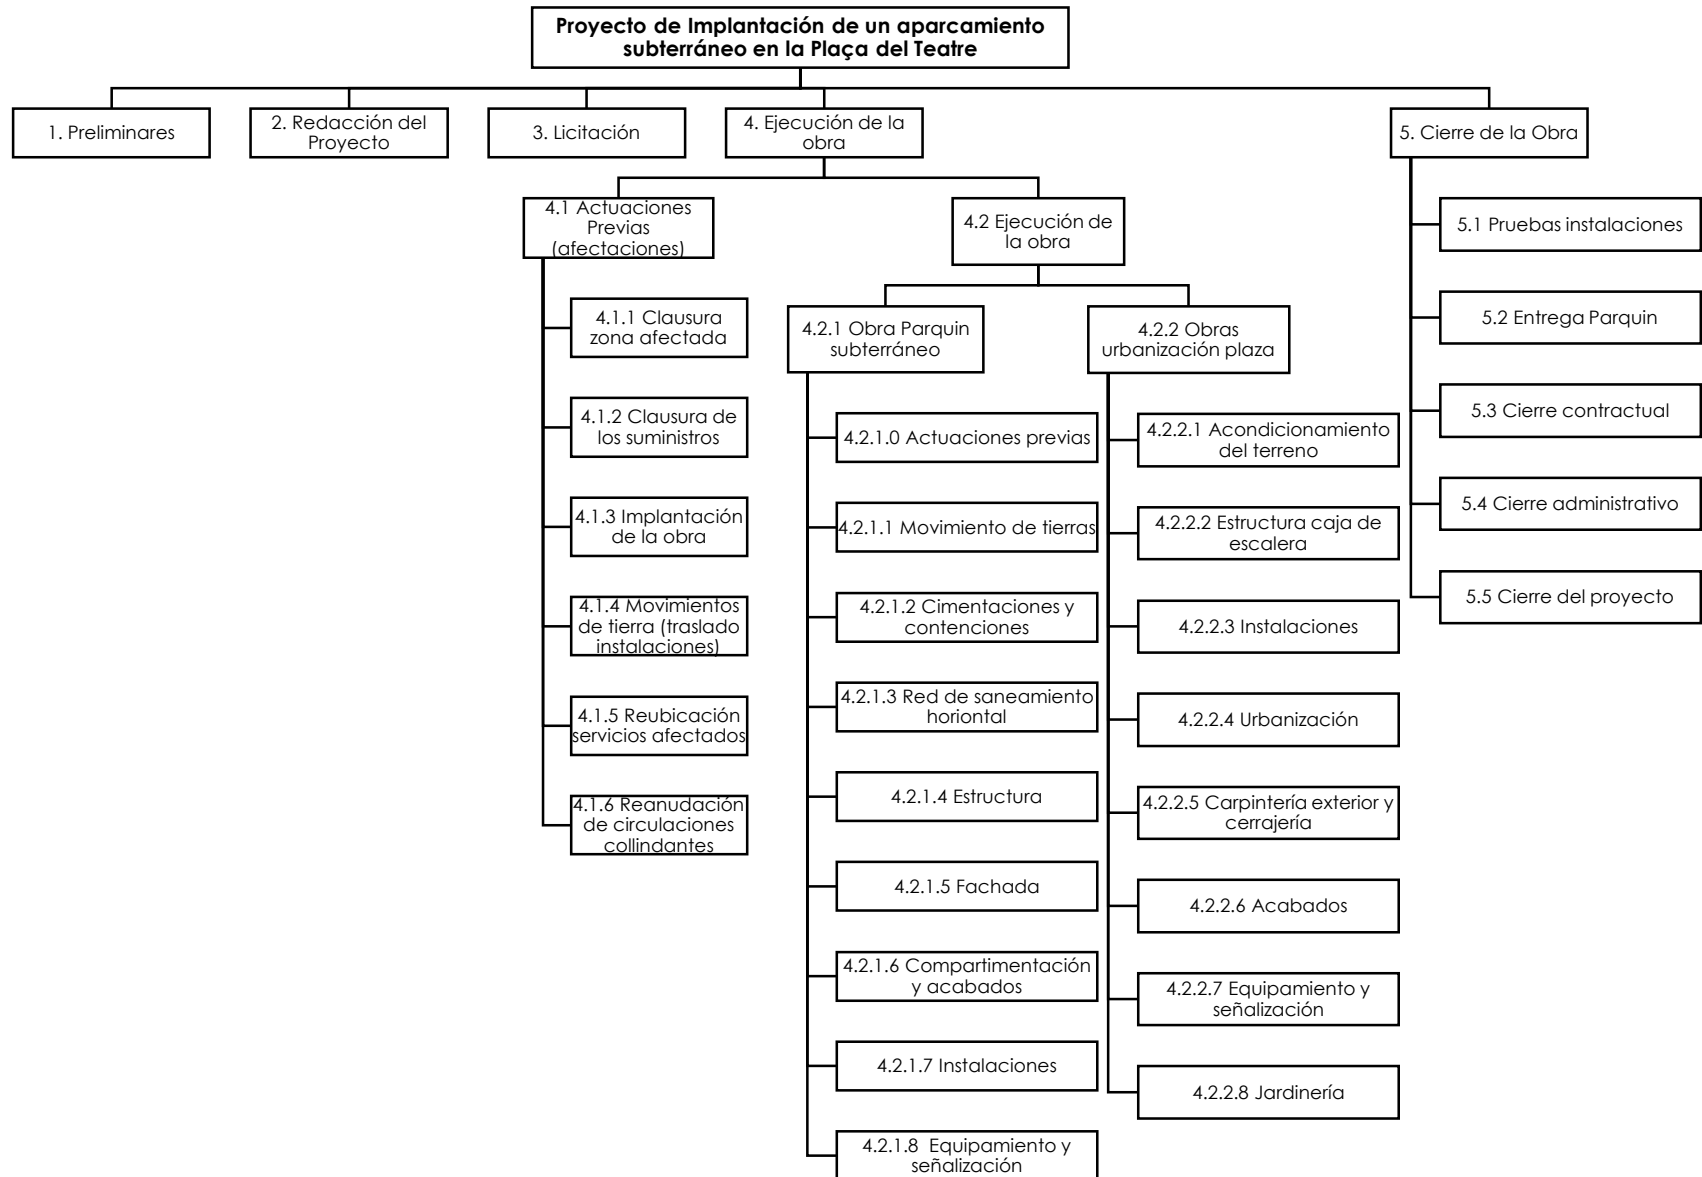 Proyecto de Implantación de un aparcamiento
subterráneo en la Plaça del Teatre
1. Preliminares
2. Redacción del
Proyecto
3. Licitación
4. Ejecución de la
obra
5. Cierre de la Obra
4.1 Actuaciones
Previas
(afectaciones)
4.1.1 Clausura
zona afectada
4.1.2 Clausura de
los suministros
4.1.3 Implantación
de la obra
4.1.4 Movimientos
de tierra (traslado
instalaciones)
4.1.5 Reubicación
servicios afectados
4.1.6 Reanudación
de circulaciones
collindantes
4.2 Ejecución de
la obra
4.2.1 Obra Parquin
subterráneo
4.2.1.0 Actuaciones previas
4.2.1.1 Movimiento de tierras
4.2.1.2 Cimentaciones y
contenciones
4.2.1.3 Red de saneamiento
horiontal
4.2.1.4 Estructura
4.2.1.5 Fachada
4.2.1.6 Compartimentación
y acabados
4.2.1.7 Instalaciones
4.2.1.8 Equipamiento y
señalización
4.2.2 Obras
urbanización plaza
4.2.2.1 Acondicionamiento
del terreno
4.2.2.2 Estructura caja de
escalera
4.2.2.3 Instalaciones
4.2.2.4 Urbanización
4.2.2.5 Carpintería exterior y
cerrajería
4.2.2.6 Acabados
4.2.2.7 Equipamiento y
señalización
4.2.2.8 Jardinería
5.1 Pruebas instalaciones
5.2 Entrega Parquin
5.3 Cierre contractual
5.4 Cierre administrativo
5.5 Cierre del proyecto